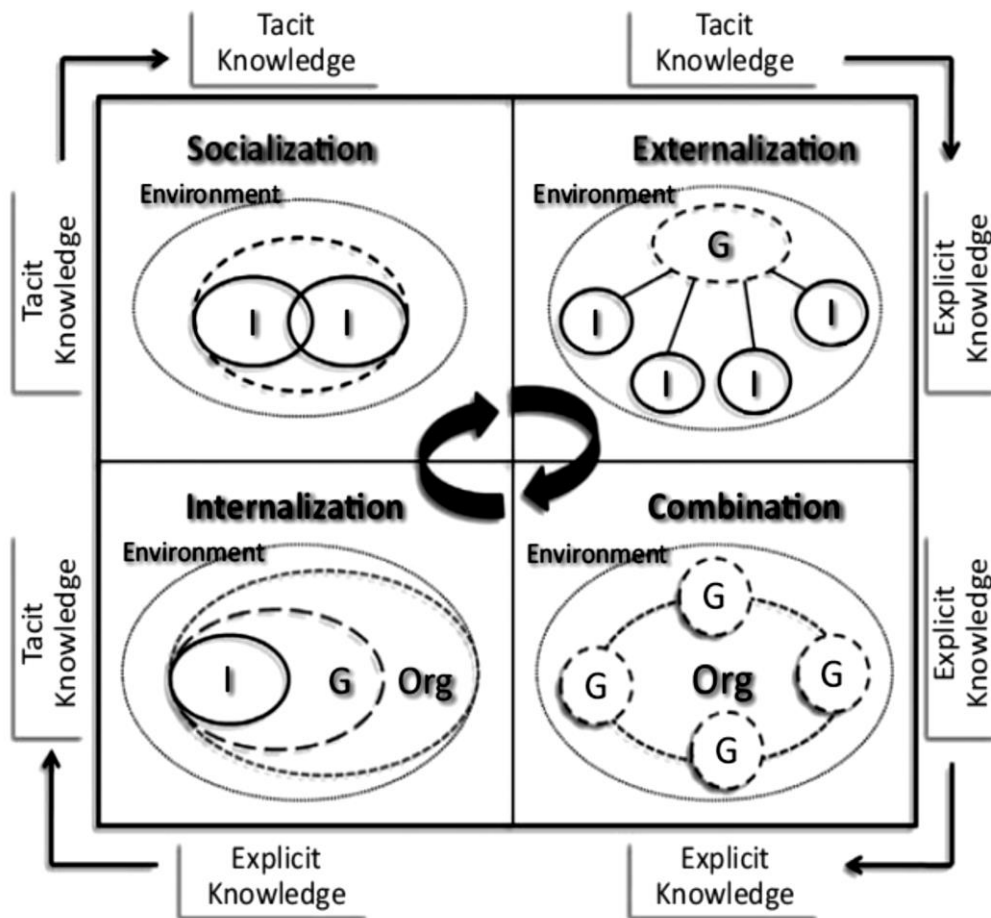 Tacit
Knowledge
Tacit
Knowledge
Socialization
Environment
I
I
Externalization
Environment
G
I
I
I
I
Tacit
Knowledge
Explicit
Knowledge
Internalization
Environment
I
G
Org
Combination
Environment
G
G
Org
G
G
Tacit
Knowledge
Explicit
Knowledge
Explicit
Knowledge
Explicit
Knowledge